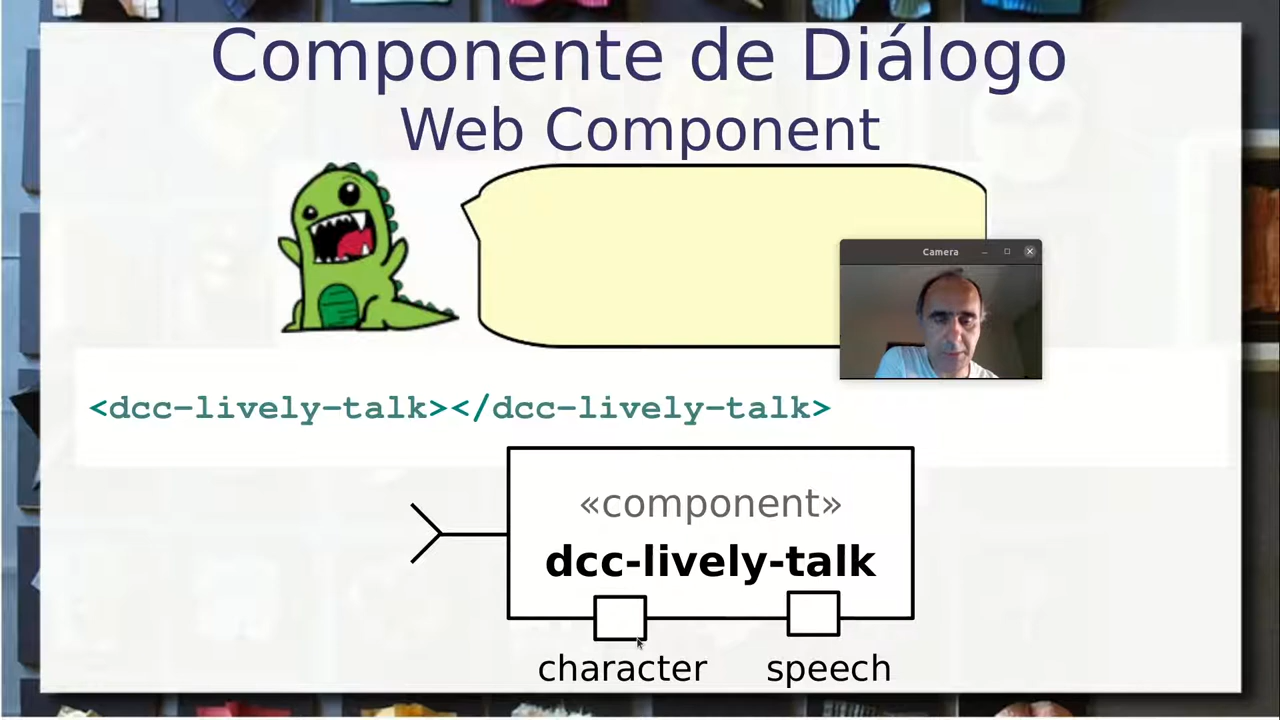 Componente de Diálogo
Web Component
Camera
<dcc-lively-talk></dcc-lively-talk>
«component»
dcc-lively-talk
character speech